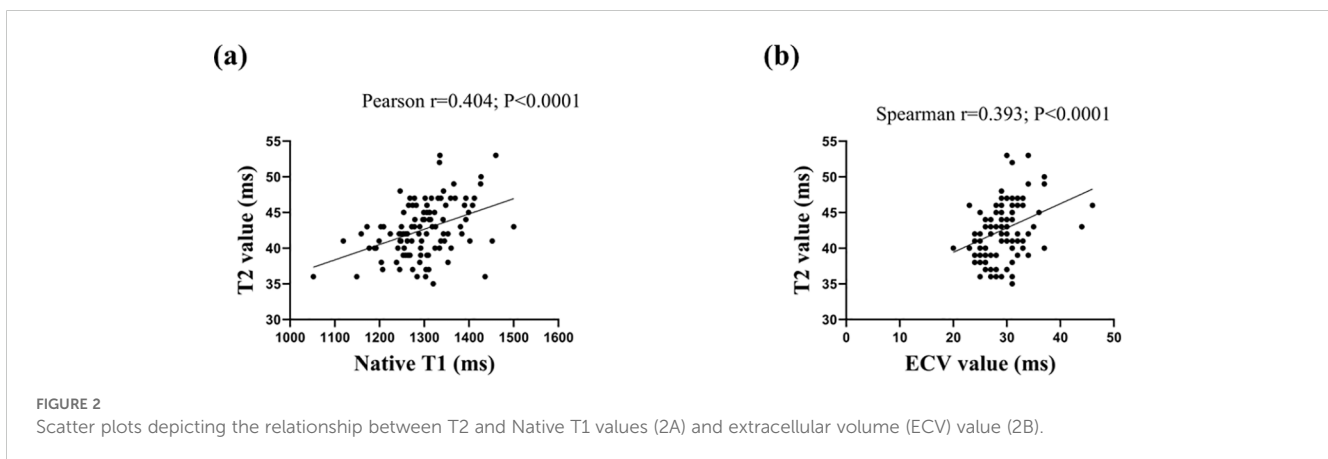 (a)
Pearson r=0.404; P<0.0001
55
50
45
40
35
30
T2 value (ms)
1000 1100 1200 1300 1400 1500 1600
Native T1 (ms)
(b)
Spearman r=0.393; P<0.0001
55
50
45
40
35
30
T2 value (ms)
0 10 20 30 40 50
ECV value (ms)
FIGURE 2
Scatter plots depicting the relationship between T2 and Native T1 values (2A) and extracellular volume (ECV) value (2B).